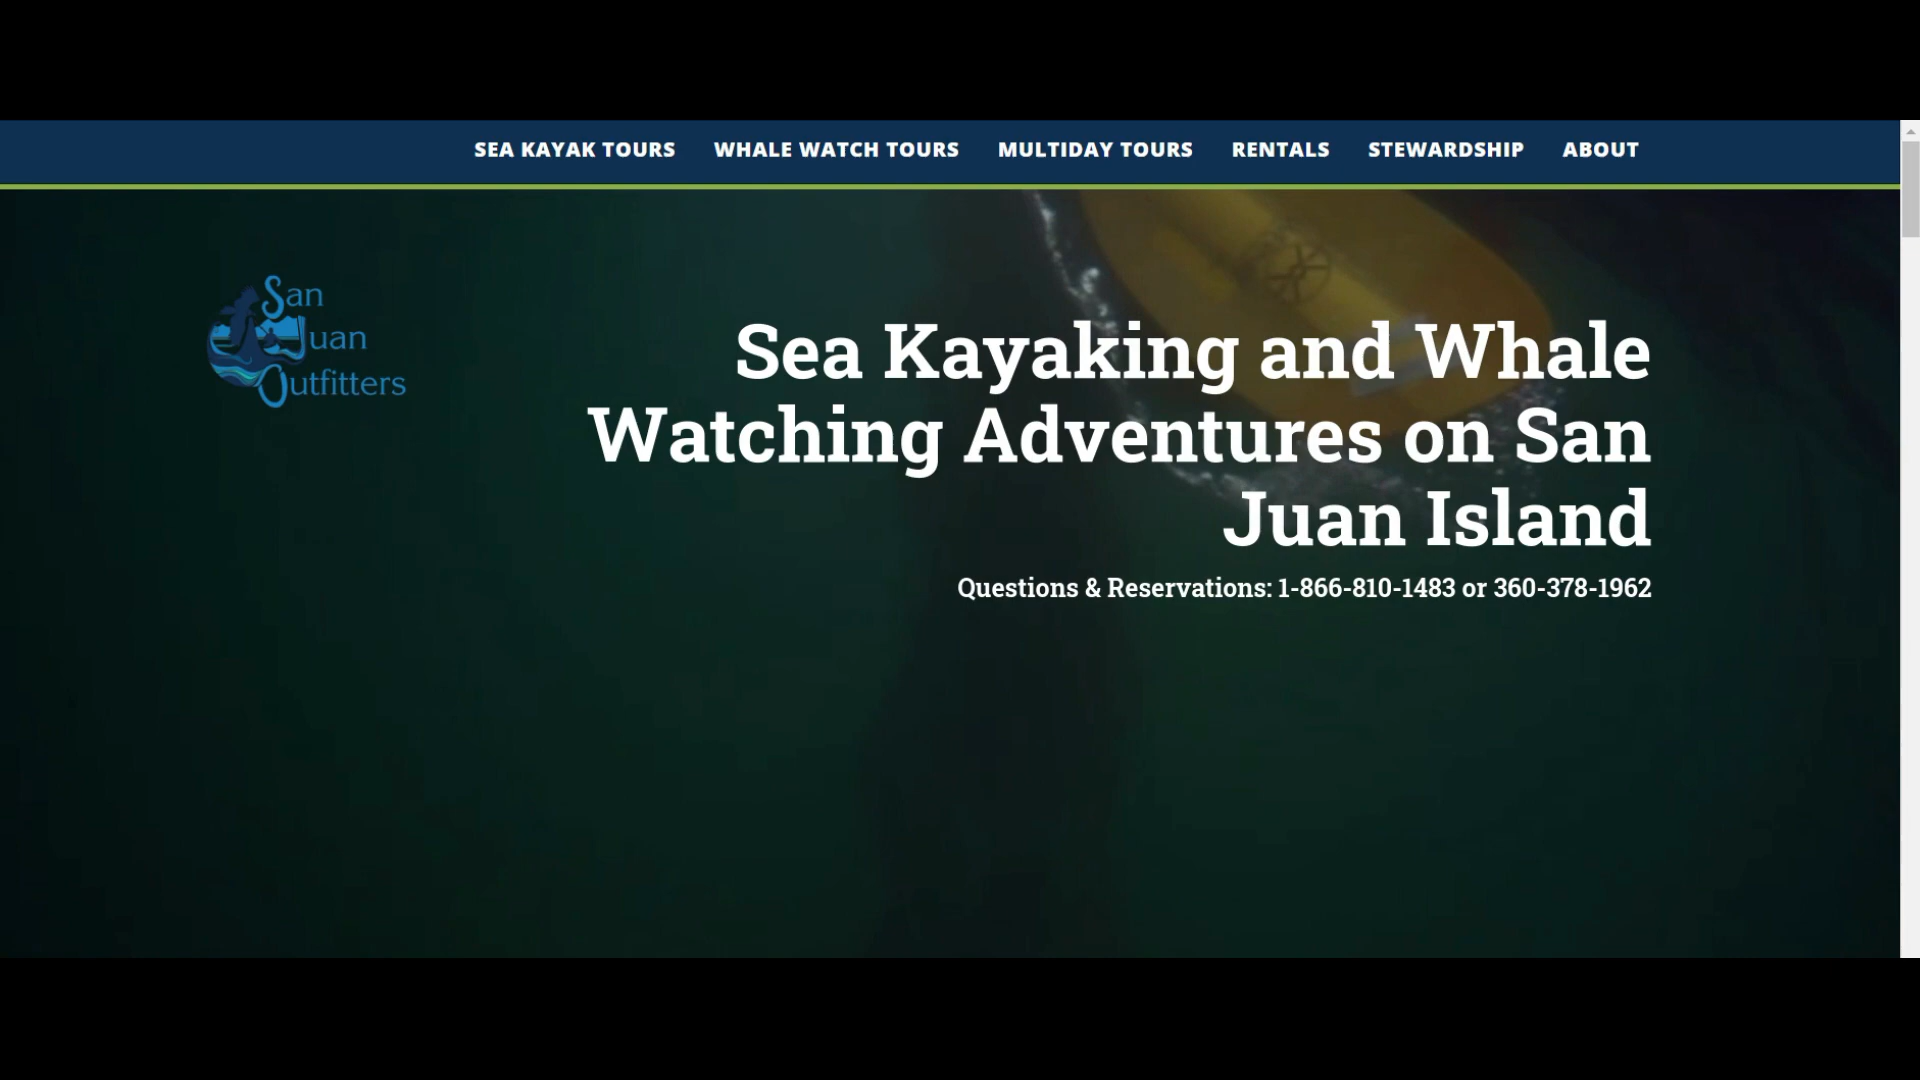 SEA KAYAK TOURS WHALE WATCH TOURS MULTIDAY TOURS RENTALS STEWARDSHIP ABOUT
San
Juan
Outfitters
Sea Kayaking and Whale
Watching Adventures on San
Juan Island
Questions & Reservations: 1-866-810-1483 or 360-378-1962